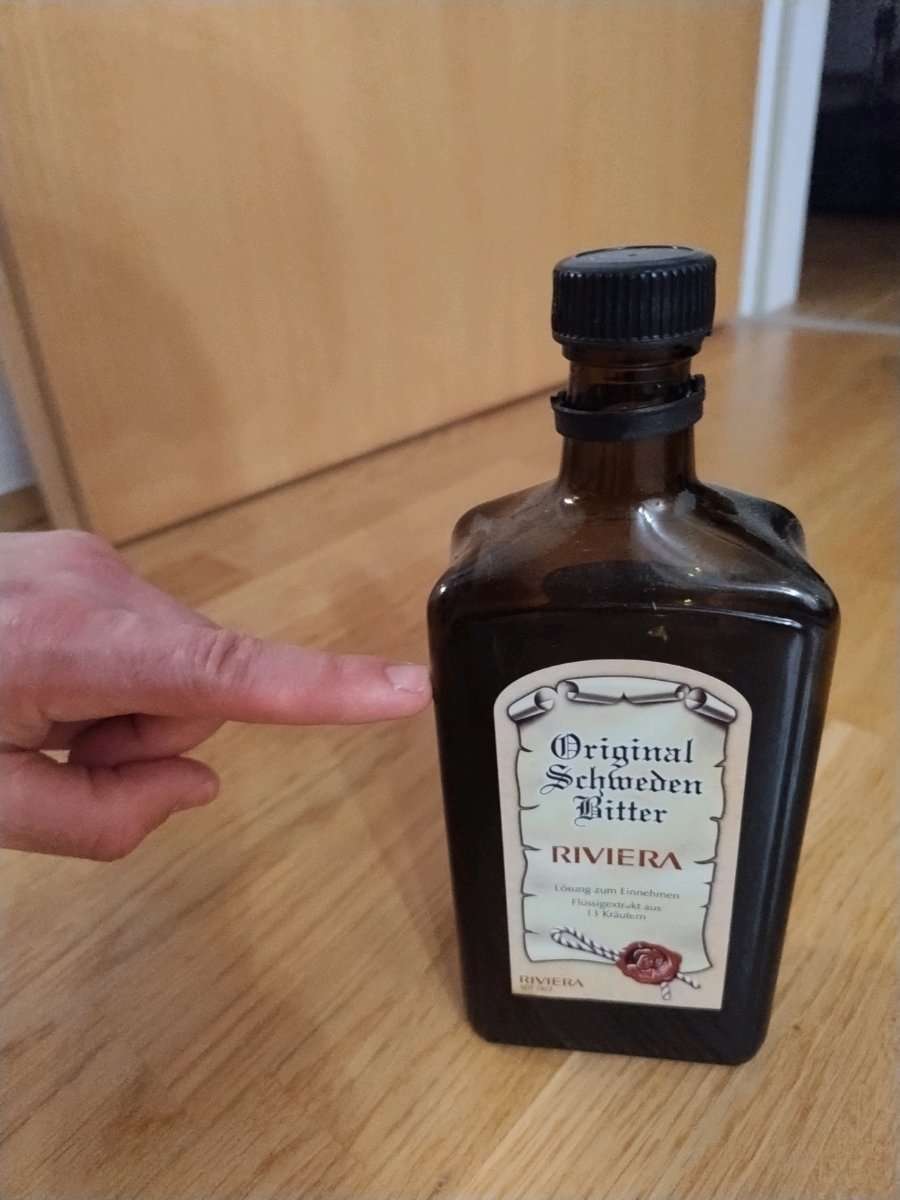 Original
Schweden
Bitter
RIVIERA
Lösung zum Einnehmen
Flüssigextrakt aus
13 Kräutern
RIVIERA